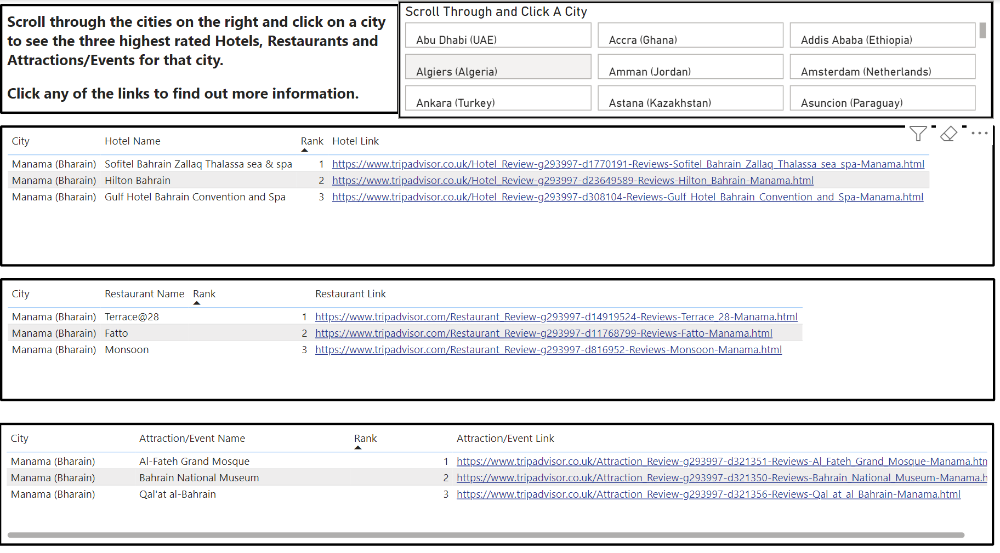 Scroll through the cities on the right and click on a city
to see the three highest rated Hotels, Restaurants and
Attractions/Events for that city.
Click any of the links to find out more information.
Scroll Through and Click A City
Abu Dhabi (UAE) Accra (Ghana) Addis Ababa (Ethiopia)
Algiers (Algeria) Amman (Jordan) Amsterdam (Netherlands)
Ankara (Turkey) Astana (Kazakhstan) Asuncion (Paraguay)
City Hotel Name Rank Hotel Link
Manama (Bharain) Sofitel Bahrain Zallaq Thalassa sea & spa 1 https://www.tripadvisor.co.uk/Hotel_Review-g293997-d1770191-Reviews-Sofitel_Bahrain_Zallaq_Thalassa_sea_spa-Manama.html
Manama (Bharain) Hilton Bahrain 2 https://www.tripadvisor.co.uk/Hotel_Review-g293997-d23649589-Reviews-Hilton_Bahrain-Manama.html
Manama (Bharain) Gulf Hotel Bahrain Convention and Spa 3 https://www.tripadvisor.co.uk/Hotel_Review-g293997-d308104-Reviews-Gulf_Hotel_Bahrain_Convention_and_Spa-Manama.html
City Restaurant Name Rank Restaurant Link
Manama (Bharain) Terrace@28 1 https://www.tripadvisor.com/Restaurant_Review-g293997-d14919524-Reviews-Terrace_28-Manama.html
Manama (Bharain) Fatto 2 https://www.tripadvisor.com/Restaurant_Review-g293997-d11768799-Reviews-Fatto-Manama.html
Manama (Bharain) Monsoon 3 https://www.tripadvisor.com/Restaurant_Review-g293997-d816952-Reviews-Monsoon-Manama.html
City Attraction/Event Name Rank Attraction/Event Link
Manama (Bharain) Al-Fateh Grand Mosque 1 https://www.tripadvisor.co.uk/Attraction_Review-g293997-d321351-Reviews-Al_Fateh_Grand_Mosque-Manama.htm
Manama (Bharain) Bahrain National Museum 2 https://www.tripadvisor.co.uk/Attraction_Review-g293997-d321350-Reviews-Bahrain_National_Museum-Manama.h
Manama (Bharain) Qal'at al-Bahrain 3 https://www.tripadvisor.co.uk/Attraction_Review-g293997-d321356-Reviews-Qal_at_al_Bahrain-Manama.html